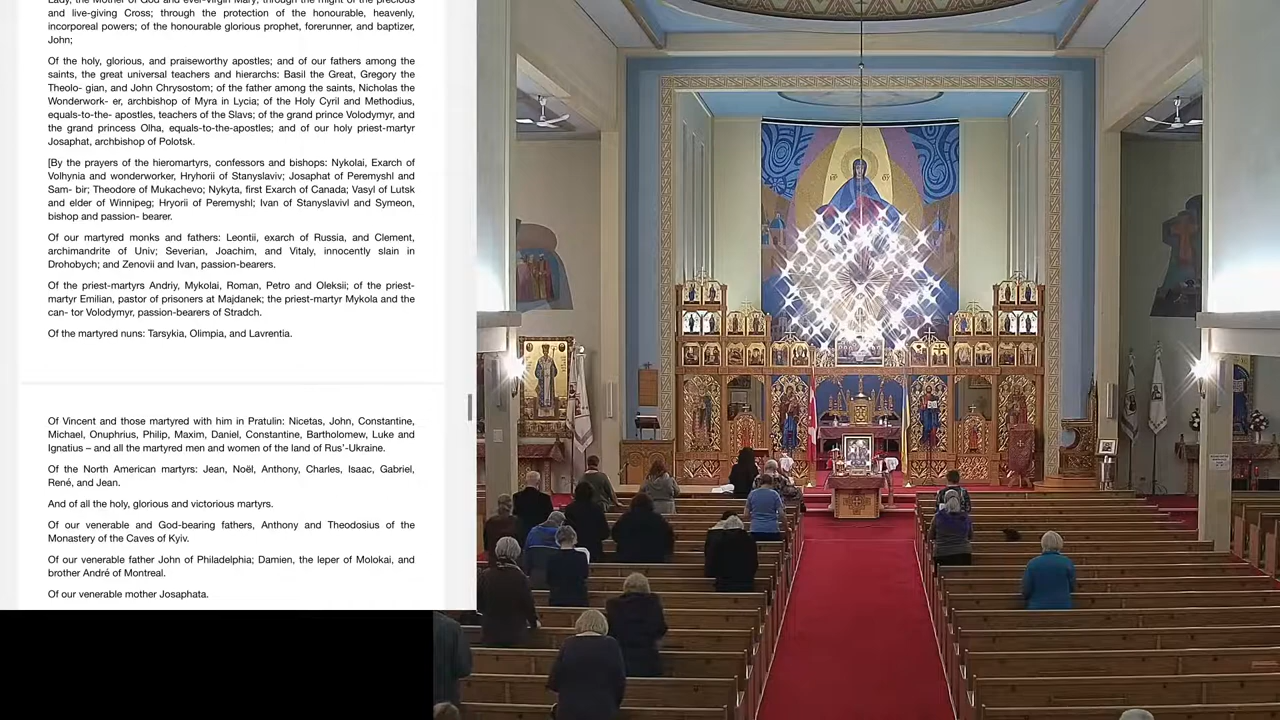 Lady, the Mother of God and ever-Virgin Mary; through the might of the precious
and live-giving Cross; through the protection of the honourable, heavenly,
incorporeal powers; of the honourable glorious prophet, forerunner, and baptizer,
John;
Of the holy, glorious, and praiseworthy apostles; and of our fathers among the
saints, the great universal teachers and hierarchs: Basil the Great, Gregory the
Theolo- gian, and John Chrysostom; of the father among the saints, Nicholas the
Wonderwork- er, archbishop of Myra in Lycia; of the Holy Cyril and Methodius,
equals-to-the- apostles, teachers of the Slavs; of the grand prince Volodymyr, and
the grand princess Olha, equals-to-the-apostles; and of our holy priest-martyr
Josaphat, archbishop of Polotsk.
[By the prayers of the hieromartyrs, confessors and bishops: Nykolai, Exarch of
Volhynia and wonderworker, Hryhorii of Stanyslaviv; Josaphat of Peremyshl and
Sam- bir; Theodore of Mukachevo; Nykyta, first Exarch of Canada; Vasyl of Lutsk
and elder of Winnipeg; Hryorii of Peremyshl; Ivan of Stanyslavivl and Symeon,
bishop and passion- bearer.
Of our martyred monks and fathers: Leontii, exarch of Russia, and Clement,
archimandrite of Univ; Severian, Joachim, and Vitaly, innocently slain in
Drohobych; and Zenovii and Ivan, passion-bearers.
Of the priest-martyrs Andriy, Mykolai, Roman, Petro and Oleksii; of the priest-
martyr Emilian, pastor of prisoners at Majdanek; the priest-martyr Mykola and the
can- tor Volodymyr, passion-bearers of Stradch.
Of the martyred nuns: Tarsykia, Olimpia, and Lavrentia.
Of Vincent and those martyred with him in Pratulin: Nicetas, John, Constantine,
Michael, Onuphrius, Philip, Maxim, Daniel, Constantine, Bartholomew, Luke and
Ignatius – and all the martyred men and women of the land of Rus'-Ukraine.
Of the North American martyrs: Jean, Noël, Anthony, Charles, Isaac, Gabriel,
René, and Jean.
And of all the holy, glorious and victorious martyrs.
Of our venerable and God-bearing fathers, Anthony and Theodosius of the
Monastery of the Caves of Kyiv.
Of our venerable father John of Philadelphia; Damien, the leper of Molokai, and
brother André of Montreal.
Of our venerable mother Josaphata.